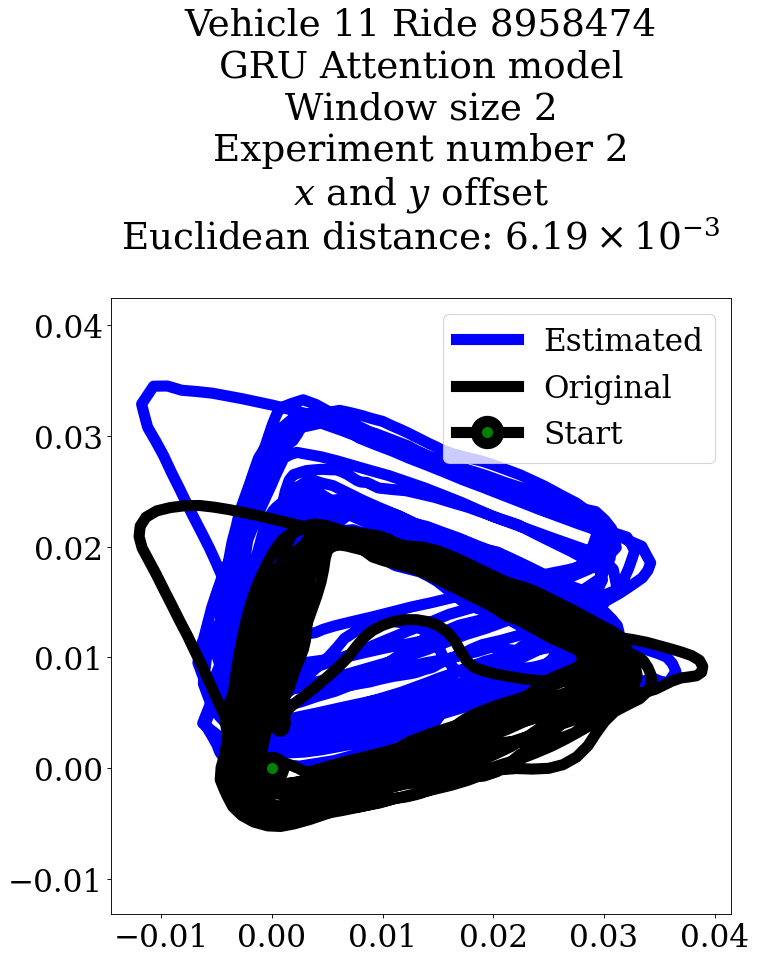 Vehicle 11 Ride 8958474
GRU Attention model
Window size 2
Experiment number 2
x and y offset
Euclidean distance: 6.19 × 10⁻³
Estimated
Original
Start
0.04
0.03
0.02
0.01
0.00
−0.01
−0.01 0.00 0.01 0.02 0.03 0.04